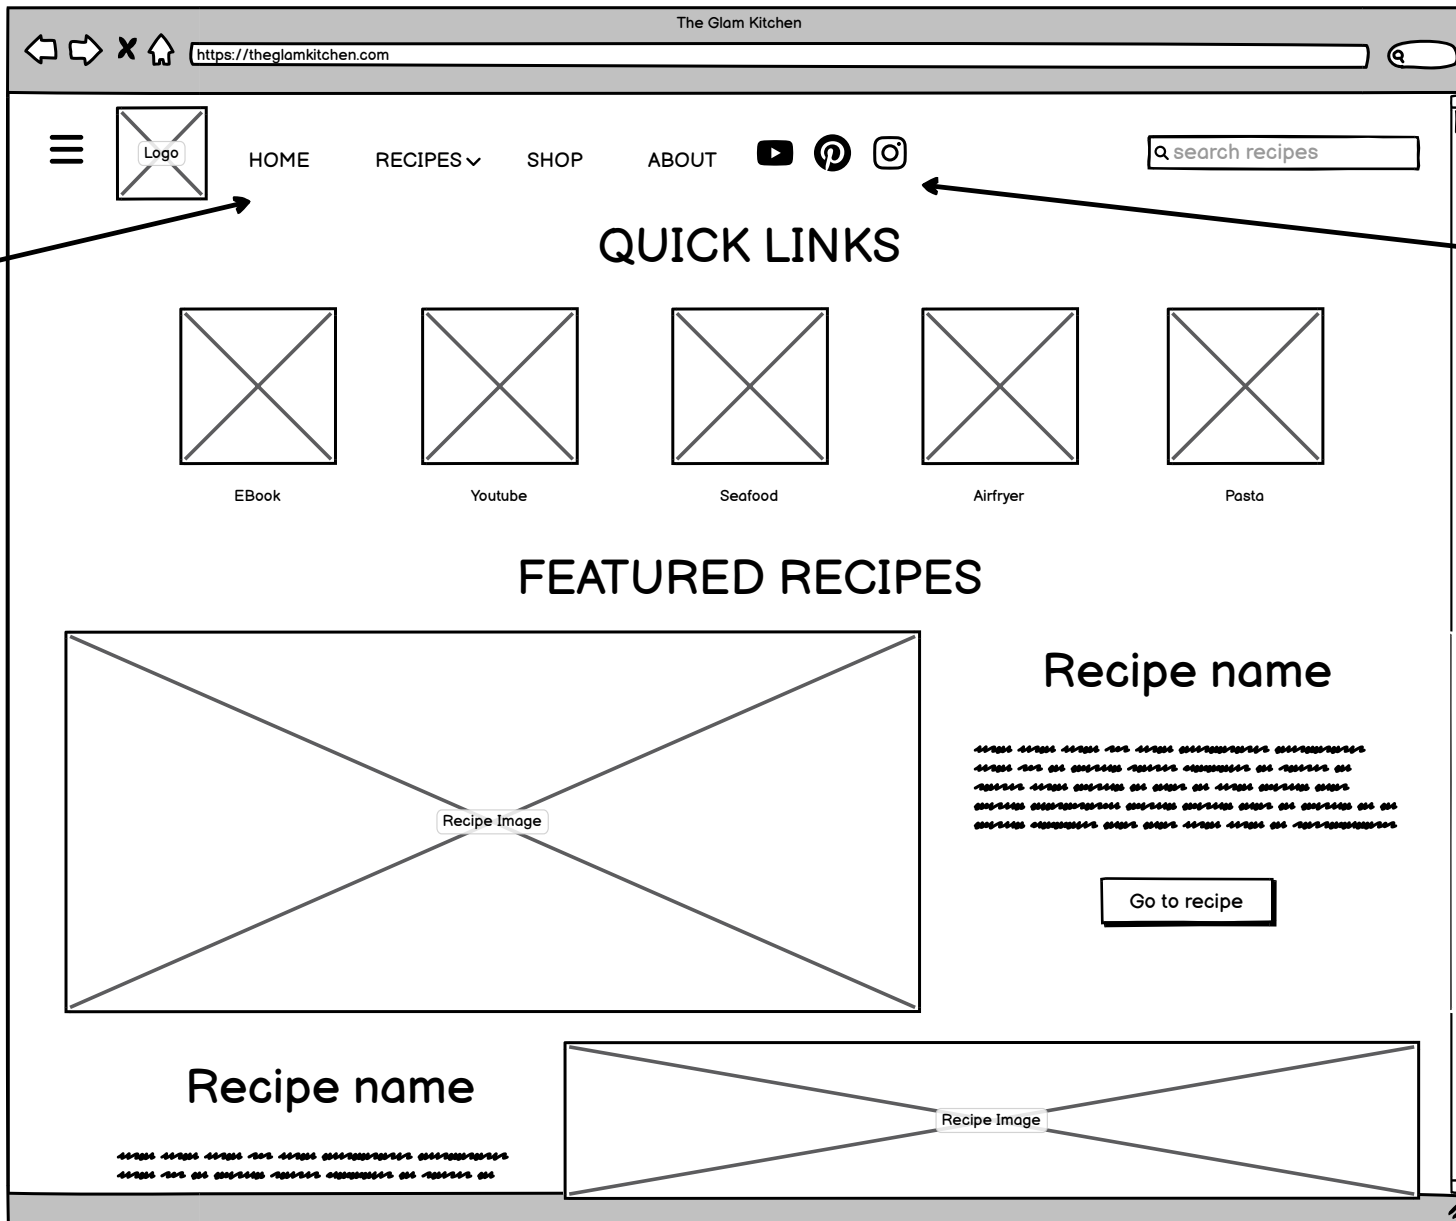 The Glam Kitchen
https://theglamkitchen.com
Logo
HOME RECIPES SHOP ABOUT search recipes
QUICK LINKS
EBook Youtube Seafood Airfryer Pasta
FEATURED RECIPES
Recipe name
Recipe Image
Go to recipe
Recipe name
Recipe Image